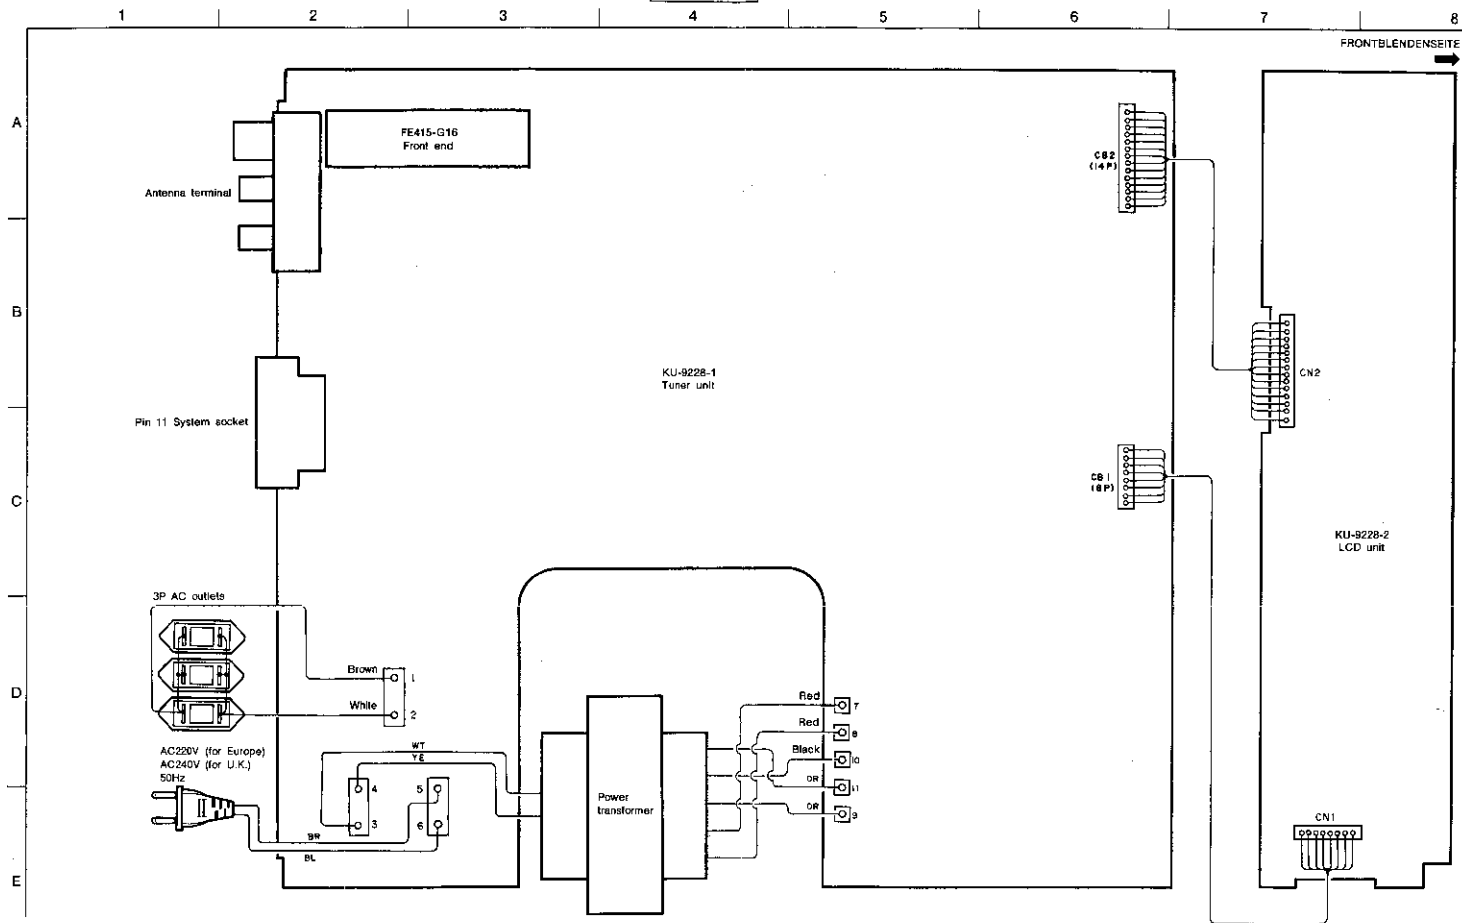 1 2 3 4 5 6 7 8
FRONTBLENDENSEITE
A
FE415-G16
Front end
CB2
(14P)
Antenna terminal
B
KU-9228-1
Tuner unit
CN2
Pin 11 System socket
CB1
(8P)
C
KU-9228-2
LCD unit
3P AC outlets
Brown 1
D
White 2
Red 7
Red 8
Black 10
OR 11
OR 9
AC220V (for Europe)
AC240V (for U.K.)
50Hz
WT
YE
4 5
3 6
Power
transformer
II
BR
BL
CN1
E